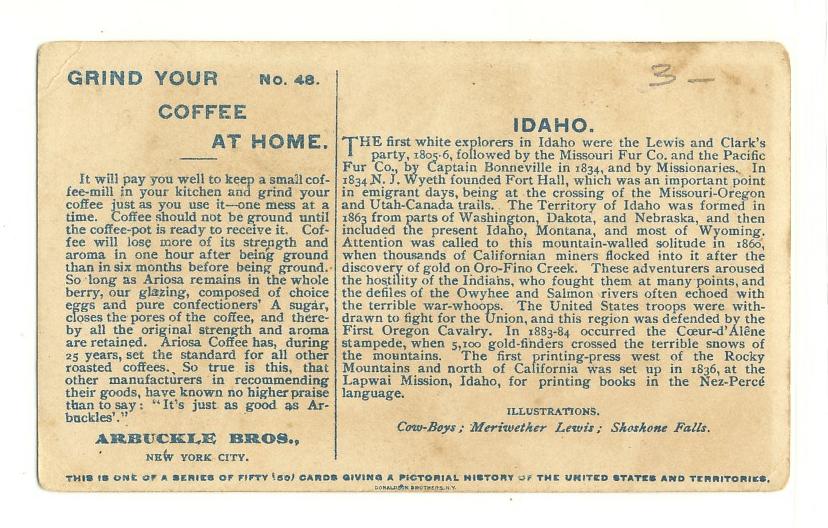 GRIND YOUR No. 48.
COFFEE
AT HOME.
It will pay you well to keep a small cof-
fee-mill in your kitchen and grind your
coffee just as you use it—one mess at a
time. Coffee should not be ground until
the coffee-pot is ready to receive it. Cof-
fee will lose more of its strength and
aroma in one hour after being ground
than in six months before being ground.
So long as Ariosa remains in the whole
berry, our glazing, composed of choice
eggs and pure confectioners' A sugar,
closes the pores of the coffee, and there-
by all the original strength and aroma
are retained. Ariosa Coffee has, during
25 years, set the standard for all other
roasted coffees. So true is this, that
other manufacturers in recommending
their goods, have known no higher praise
than to say: "It's just as good as Ar-
buckles'."
ARBUCKLE BROS.,
NEW YORK CITY.
3 –
IDAHO.
THE first white explorers in Idaho were the Lewis and Clark's
party, 1805-6, followed by the Missouri Fur Co. and the Pacific
Fur Co., by Captain Bonneville in 1834, and by Missionaries. In
1834 N. J. Wyeth founded Fort Hall, which was an important point
in emigrant days, being at the crossing of the Missouri-Oregon
and Utah-Canada trails. The Territory of Idaho was formed in
1863 from parts of Washington, Dakota, and Nebraska, and then
included the present Idaho, Montana, and most of Wyoming.
Attention was called to this mountain-walled solitude in 1860,
when thousands of Californian miners flocked into it after the
discovery of gold on Oro-Fino Creek. These adventurers aroused
the hostility of the Indians, who fought them at many points, and
the defiles of the Owyhee and Salmon rivers often echoed with
the terrible war-whoops. The United States troops were with-
drawn to fight for the Union, and this region was defended by the
First Oregon Cavalry. In 1883-84 occurred the Cœur-d'Alêne
stampede, when 5,100 gold-finders crossed the terrible snows of
the mountains. The first printing-press west of the Rocky
Mountains and north of California was set up in 1836, at the
Lapwai Mission, Idaho, for printing books in the Nez-Percé
language.
ILLUSTRATIONS.
Cow-Boys; Meriwether Lewis; Shoshone Falls.
THIS IS ONE OF A SERIES OF FIFTY (50) CARDS GIVING A PICTORIAL HISTORY OF THE UNITED STATES AND TERRITORIES.
DONALDSON BROTHERS, N.Y.